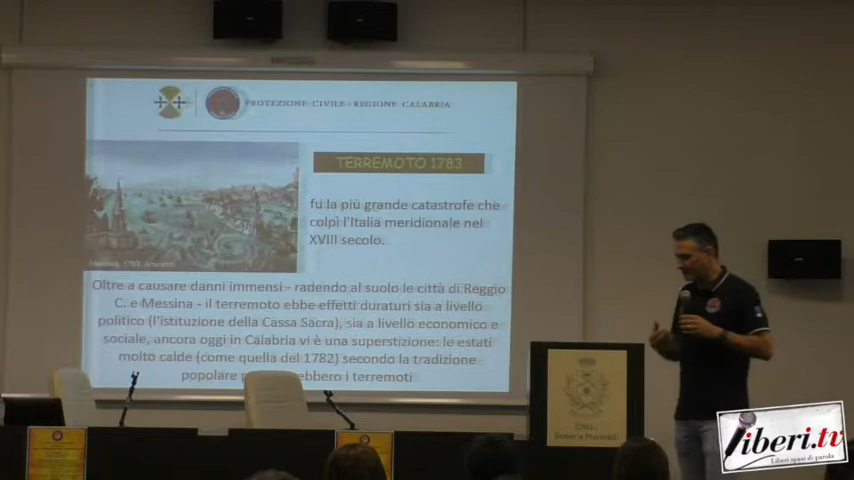 PROTEZIONE CIVILE - REGIONE CALABRIA
TERREMOTO 1783
fu la più grande catastrofe che
colpì l'Italia meridionale nel
XVIII secolo.
Oltre a causare danni immensi - radendo al suolo le città di Reggio
C. e Messina - il terremoto ebbe effetti duraturi sia a livello
politico (l'istituzione della Cassa Sacra), sia a livello economico e
sociale, ancora oggi in Calabria vi è una superstizione: le estati
molto calde (come quella del 1782) secondo la tradizione
popolare i terremoti
Soveria Mannelli
liberi.tv
Liberi spazi di parola